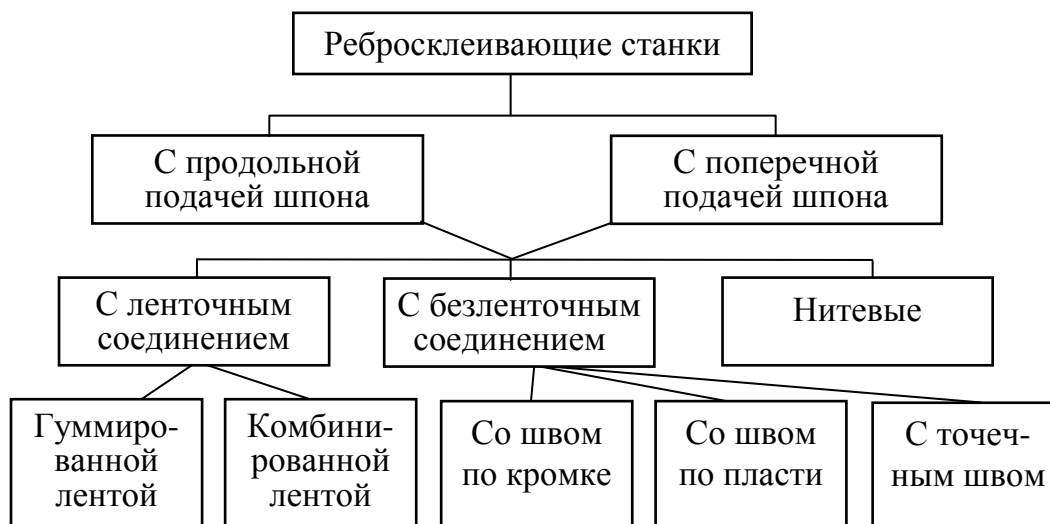 Ребросклеивающие станки
С продольной
подачей шпона
С поперечной
подачей шпона
С ленточным
соединением
С безленточным
соединением
Нитевые
Гуммиро-
ванной
лентой
Комбини-
рованной
лентой
Со швом
по кромке
Со швом
по пласти
С точеч-
ным швом